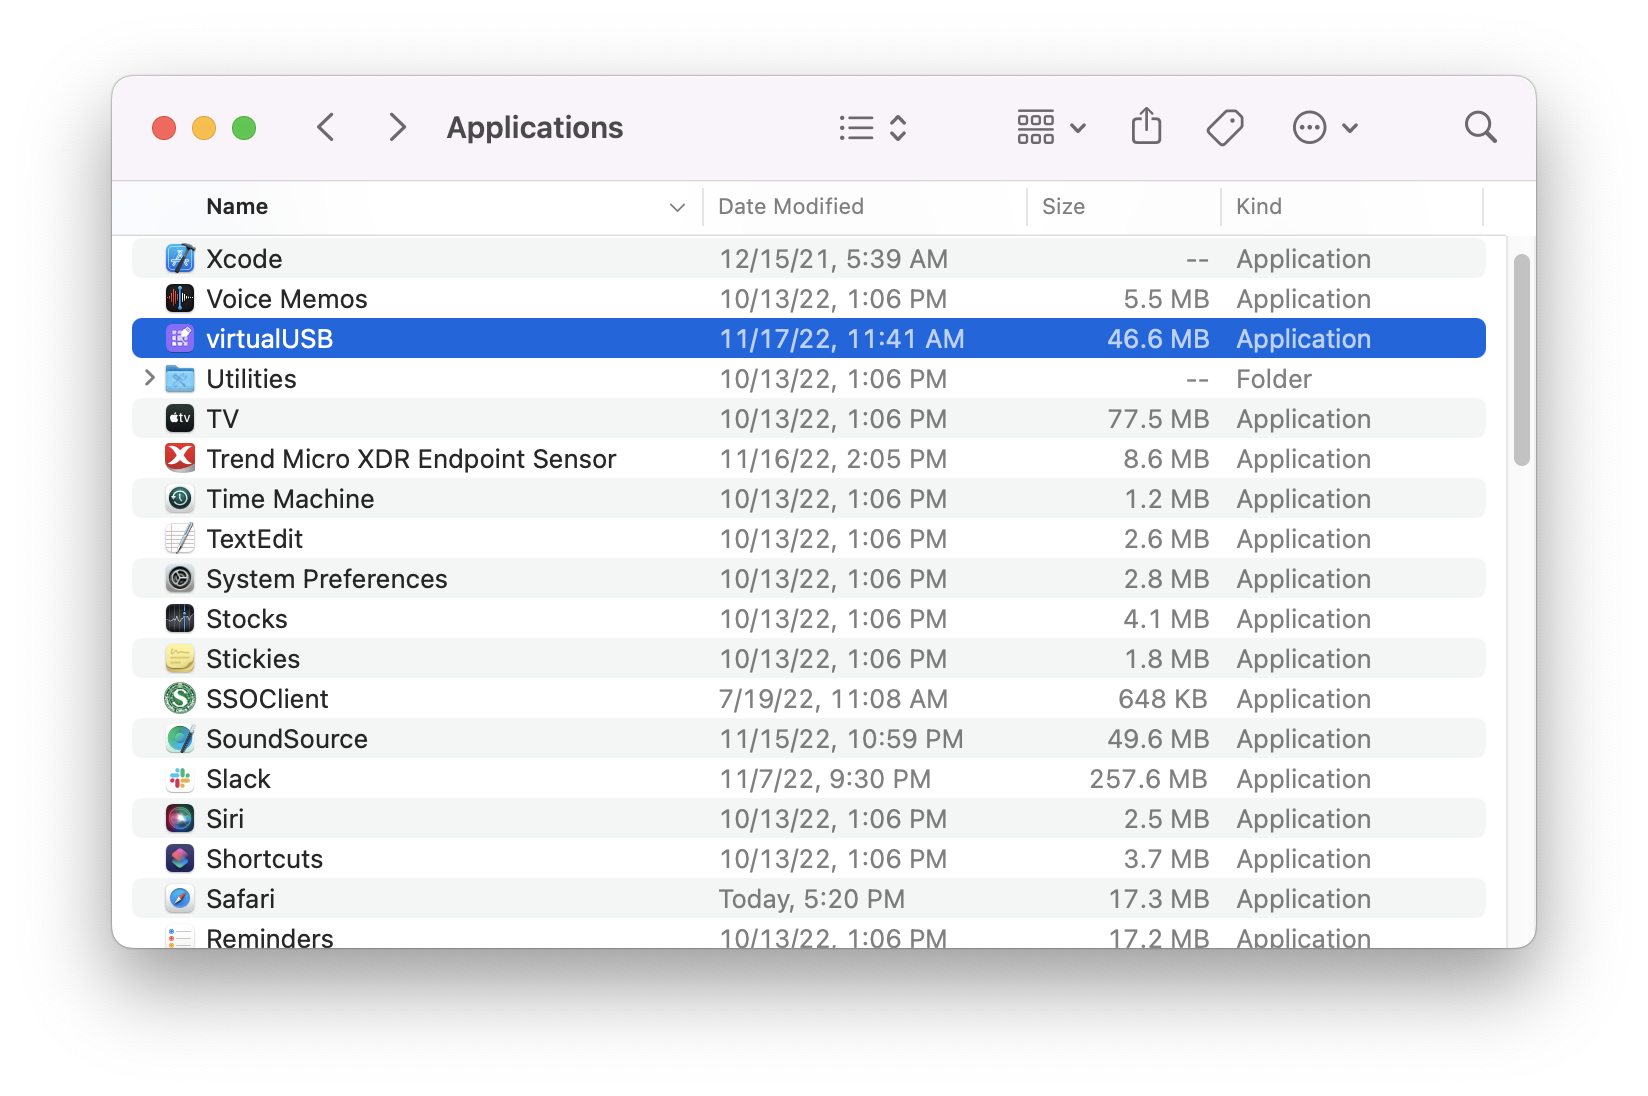 Applications
Name Date Modified Size Kind
Xcode 12/15/21, 5:39 AM -- Application
Voice Memos 10/13/22, 1:06 PM 5.5 MB Application
virtualUSB 11/17/22, 11:41 AM 46.6 MB Application
Utilities 10/13/22, 1:06 PM -- Folder
tv TV 10/13/22, 1:06 PM 77.5 MB Application
Trend Micro XDR Endpoint Sensor 11/16/22, 2:05 PM 8.6 MB Application
Time Machine 10/13/22, 1:06 PM 1.2 MB Application
TextEdit 10/13/22, 1:06 PM 2.6 MB Application
System Preferences 10/13/22, 1:06 PM 2.8 MB Application
Stocks 10/13/22, 1:06 PM 4.1 MB Application
Stickies 10/13/22, 1:06 PM 1.8 MB Application
S SSOClient 7/19/22, 11:08 AM 648 KB Application
SoundSource 11/15/22, 10:59 PM 49.6 MB Application
Slack 11/7/22, 9:30 PM 257.6 MB Application
Siri 10/13/22, 1:06 PM 2.5 MB Application
Shortcuts 10/13/22, 1:06 PM 3.7 MB Application
Safari Today, 5:20 PM 17.3 MB Application
Reminders 10/13/22, 1:06 PM 17.2 MB Application